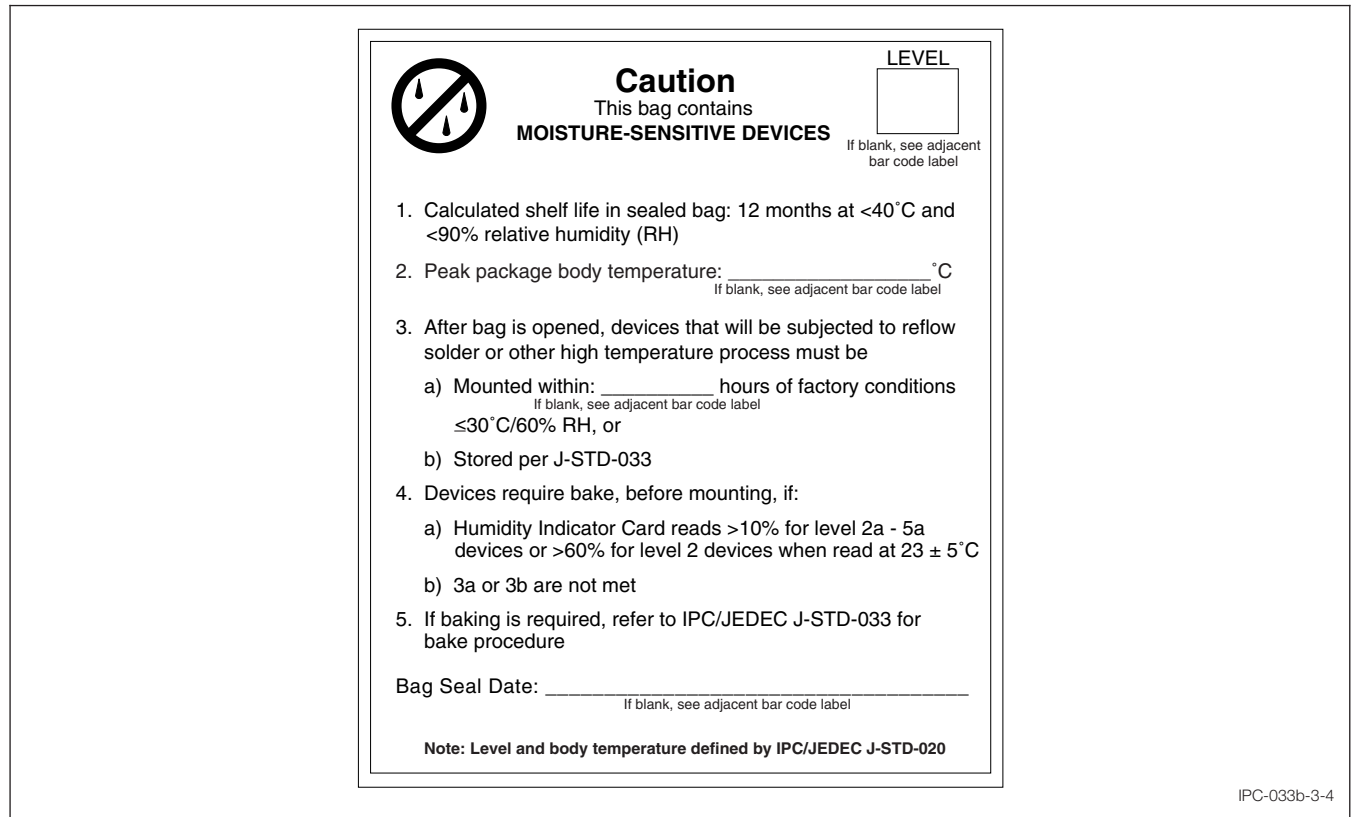 LEVEL
Caution
This bag contains
MOISTURE-SENSITIVE DEVICES
If blank, see adjacent
bar code label
1. Calculated shelf life in sealed bag: 12 months at <40˚C and
<90% relative humidity (RH)
2. Peak package body temperature: ___________________˚C
If blank, see adjacent bar code label
3. After bag is opened, devices that will be subjected to reflow
solder or other high temperature process must be
a) Mounted within: __________ hours of factory conditions
If blank, see adjacent bar code label
≤30˚C/60% RH, or
b) Stored per J-STD-033
4. Devices require bake, before mounting, if:
a) Humidity Indicator Card reads >10% for level 2a - 5a
devices or >60% for level 2 devices when read at 23 ± 5˚C
b) 3a or 3b are not met
5. If baking is required, refer to IPC/JEDEC J-STD-033 for
bake procedure
Bag Seal Date: _____________________________________
If blank, see adjacent bar code label
Note: Level and body temperature defined by IPC/JEDEC J-STD-020
IPC-033b-3-4